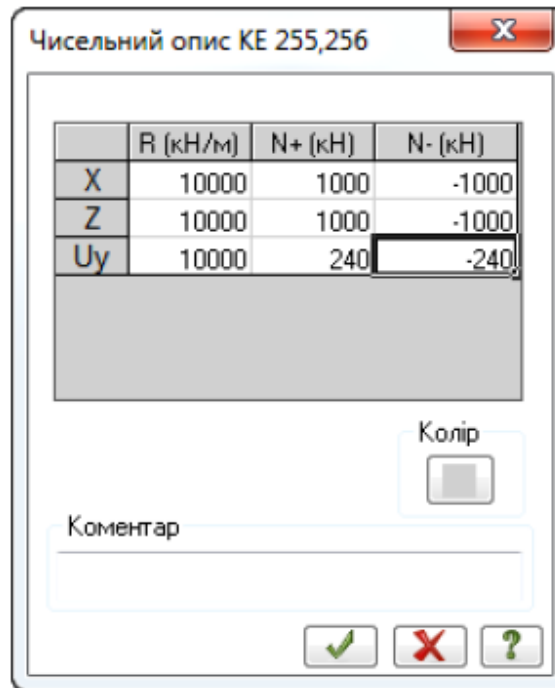 Чисельний опис КЕ 255,256
R (кН/м) N+ (кН) N- (кН)
X 10000 1000 -1000
Z 10000 1000 -1000
Uy 10000 240 -240
Колір
Коментар